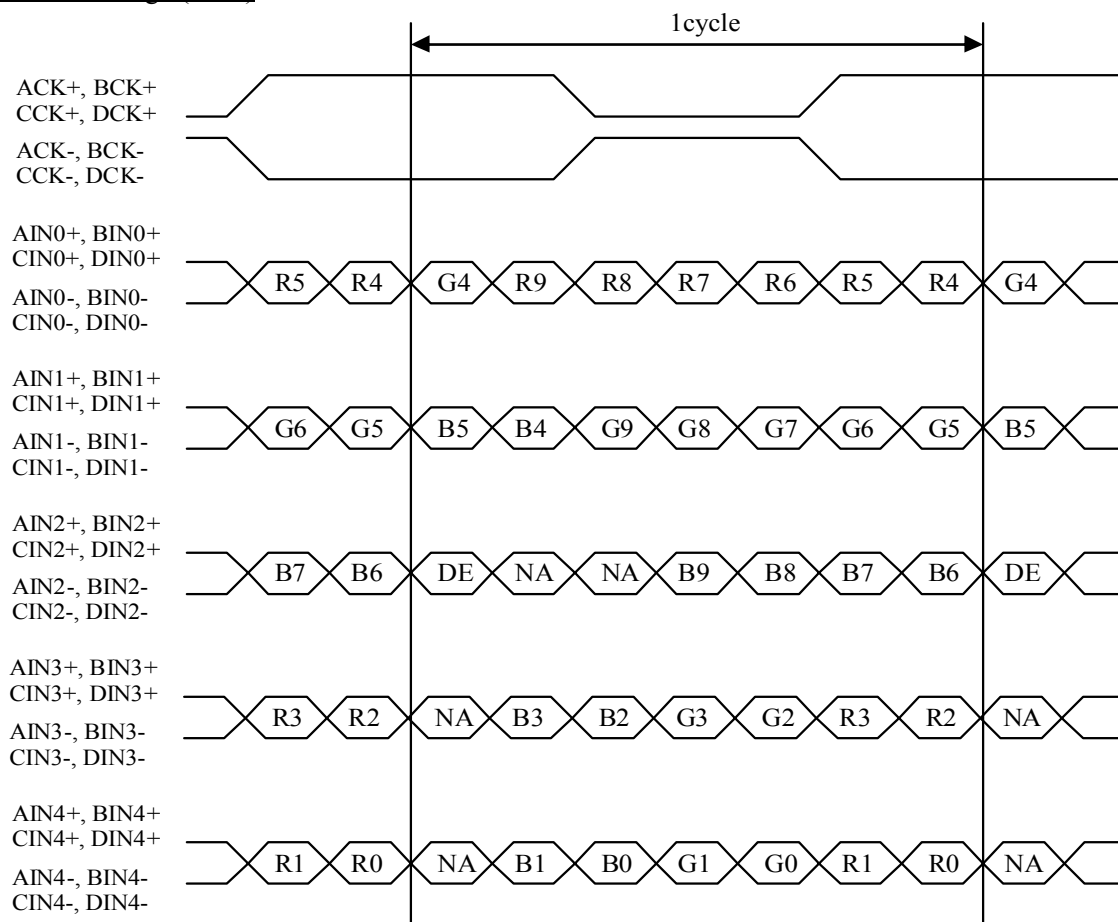 1cycle
ACK+, BCK+
CCK+, DCK+
ACK-, BCK-
CCK-, DCK-
AIN0+, BIN0+
CIN0+, DIN0+
R5 R4 G4 R9 R8 R7 R6 R5 R4 G4
AIN0-, BIN0-
CIN0-, DIN0-
AIN1+, BIN1+
CIN1+, DIN1+
G6 G5 B5 B4 G9 G8 G7 G6 G5 B5
AIN1-, BIN1-
CIN1-, DIN1-
AIN2+, BIN2+
CIN2+, DIN2+
B7 B6 DE NA NA B9 B8 B7 B6 DE
AIN2-, BIN2-
CIN2-, DIN2-
AIN3+, BIN3+
CIN3+, DIN3+
R3 R2 NA B3 B2 G3 G2 R3 R2 NA
AIN3-, BIN3-
CIN3-, DIN3-
AIN4+, BIN4+
CIN4+, DIN4+
R1 R0 NA B1 B0 G1 G0 R1 R0 NA
AIN4-, BIN4-
CIN4-, DIN4-